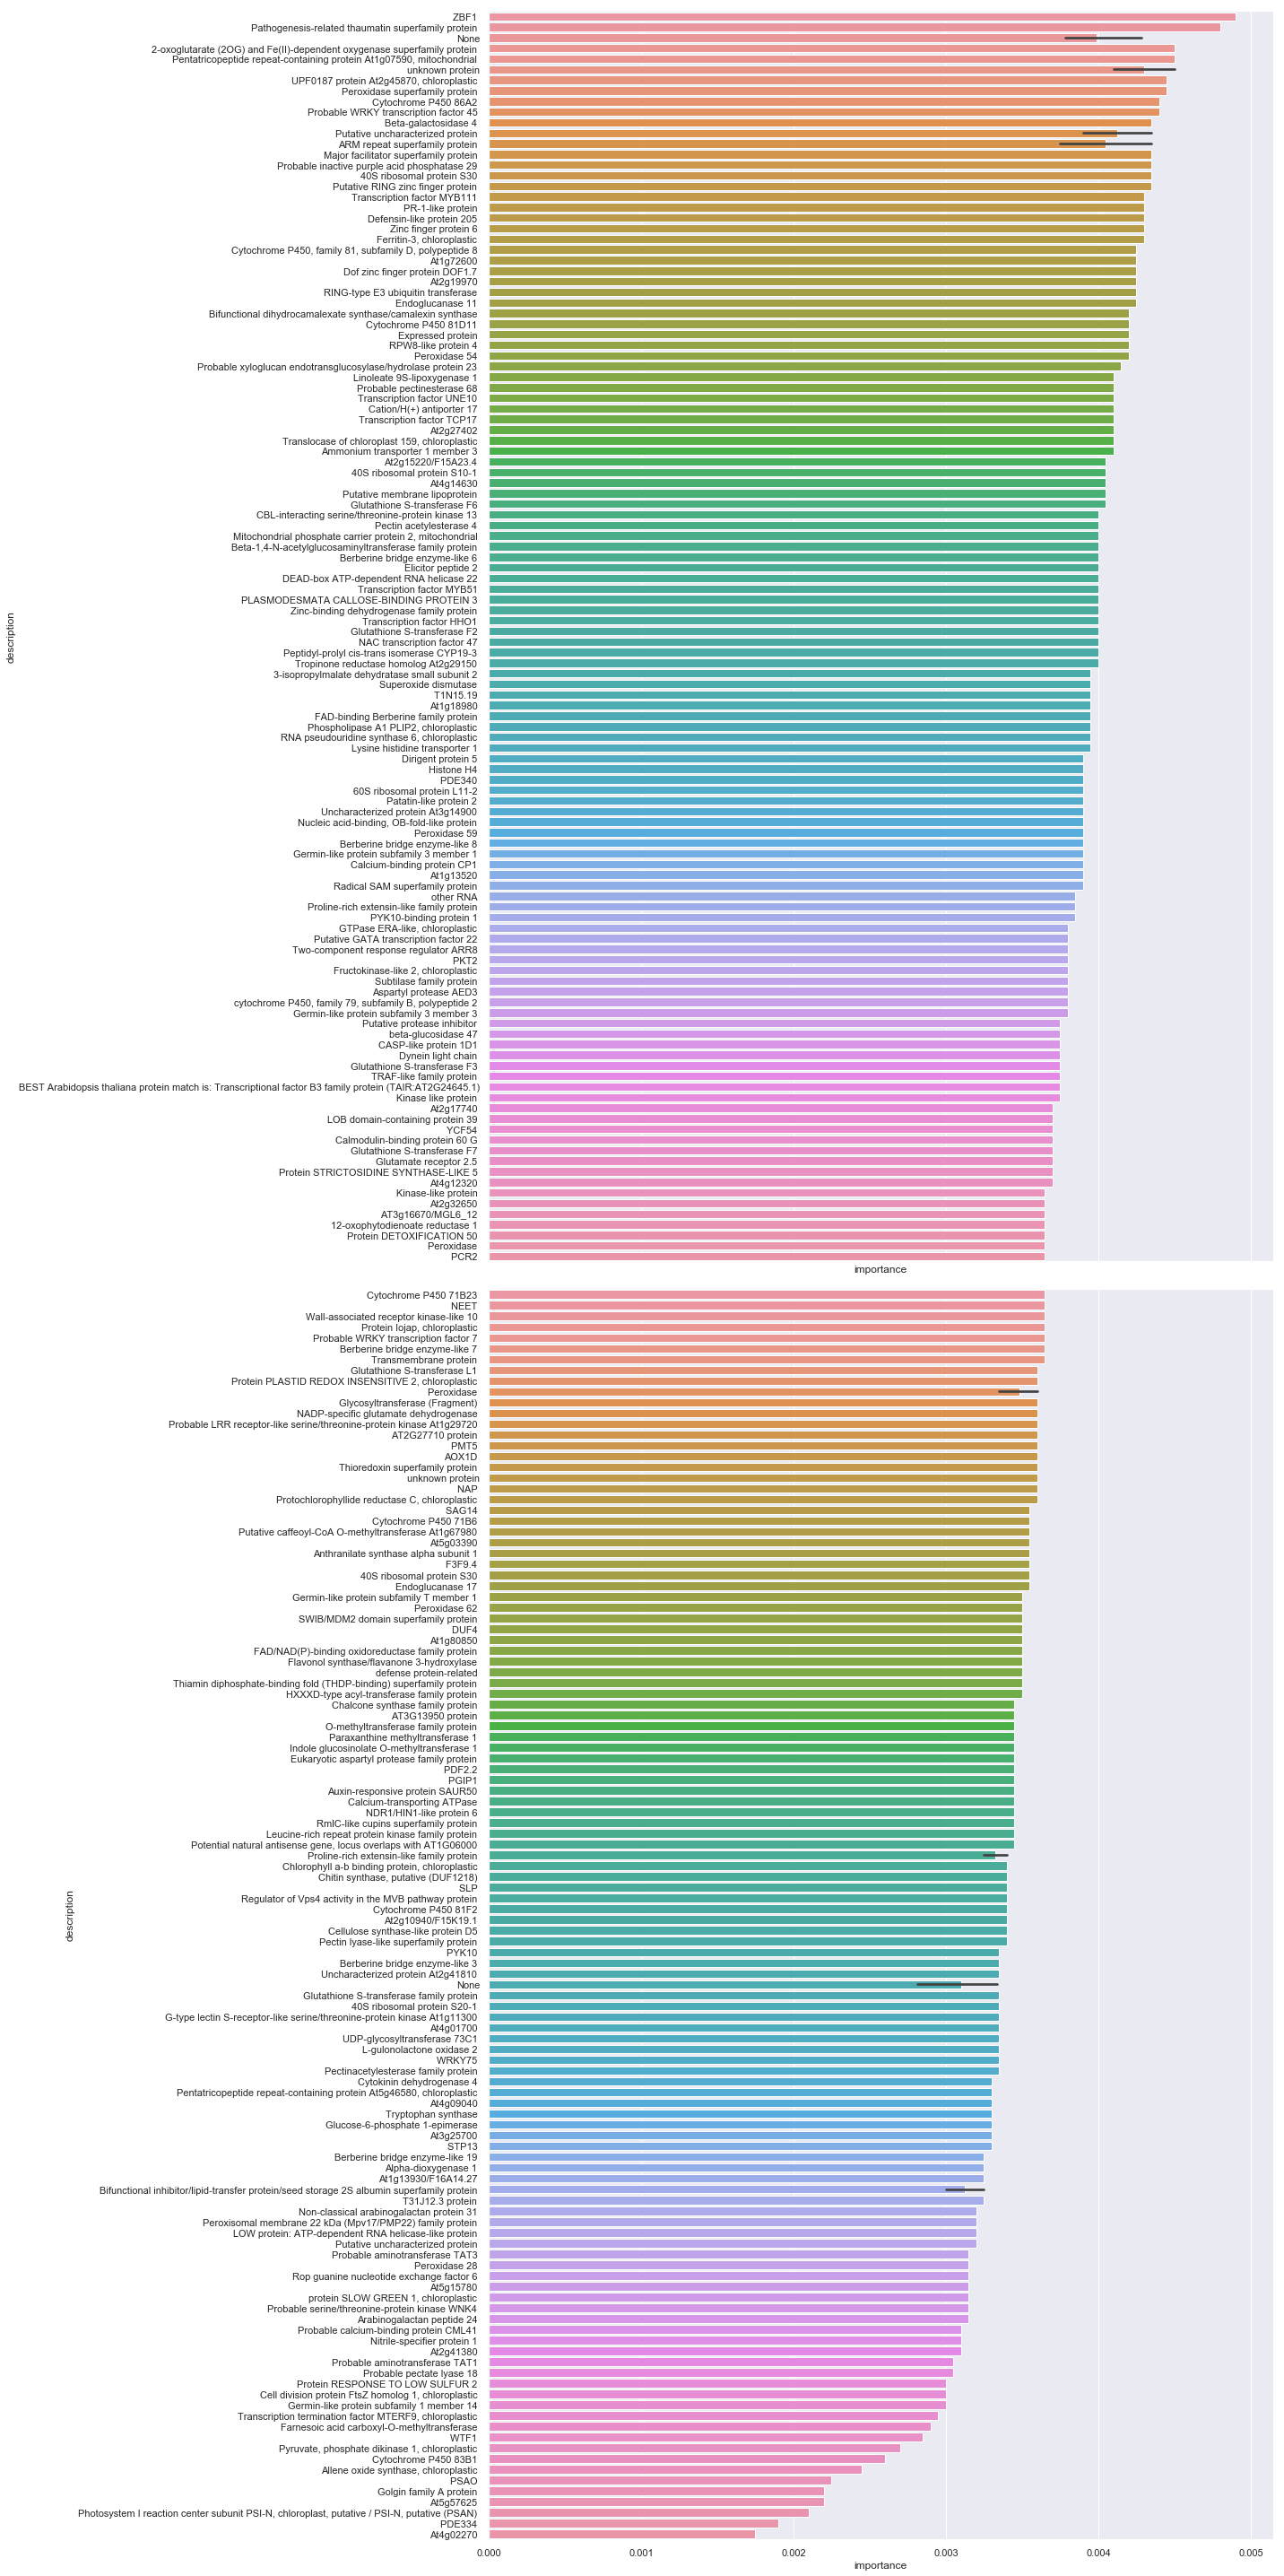 ZBF1
Pathogenesis-related thaumatin superfamily protein
None
2-oxoglutarate (2OG) and Fe(II)-dependent oxygenase superfamily protein
Pentatricopeptide repeat-containing protein At1g07590, mitochondrial
unknown protein
UPF0187 protein At2g45870, chloroplastic
Peroxidase superfamily protein
Cytochrome P450 86A2
Probable WRKY transcription factor 45
Beta-galactosidase 4
Putative uncharacterized protein
ARM repeat superfamily protein
Major facilitator superfamily protein
Probable inactive purple acid phosphatase 29
40S ribosomal protein S30
Putative RING zinc finger protein
Transcription factor MYB111
PR-1-like protein
Defensin-like protein 205
Zinc finger protein 6
Ferritin-3, chloroplastic
Cytochrome P450, family 81, subfamily D, polypeptide 8
At1g72600
Dof zinc finger protein DOF1.7
At2g19970
RING-type E3 ubiquitin transferase
Endoglucanase 11
Bifunctional dihydrocamalexate synthase/camalexin synthase
Cytochrome P450 81D11
Expressed protein
RPW8-like protein 4
Peroxidase 54
Probable xyloglucan endotransglucosylase/hydrolase protein 23
Linoleate 9S-lipoxygenase 1
Probable pectinesterase 68
Transcription factor UNE10
Cation/H(+) antiporter 17
Transcription factor TCP17
At2g27402
Translocase of chloroplast 159, chloroplastic
Ammonium transporter 1 member 3
At2g15220/F15A23.4
40S ribosomal protein S10-1
At4g14630
Putative membrane lipoprotein
Glutathione S-transferase F6
CBL-interacting serine/threonine-protein kinase 13
Pectin acetylesterase 4
Mitochondrial phosphate carrier protein 2, mitochondrial
Beta-1,4-N-acetylglucosaminyltransferase family protein
Berberine bridge enzyme-like 6
Elicitor peptide 2
DEAD-box ATP-dependent RNA helicase 22
Transcription factor MYB51
PLASMODESMATA CALLOSE-BINDING PROTEIN 3
Zinc-binding dehydrogenase family protein
Transcription factor HHO1
Glutathione S-transferase F2
NAC transcription factor 47
Peptidyl-prolyl cis-trans isomerase CYP19-3
Tropinone reductase homolog At2g29150
3-isopropylmalate dehydratase small subunit 2
Superoxide dismutase
T1N15.19
At1g18980
FAD-binding Berberine family protein
Phospholipase A1 PLIP2, chloroplastic
RNA pseudouridine synthase 6, chloroplastic
Lysine histidine transporter 1
Dirigent protein 5
Histone H4
PDE340
60S ribosomal protein L11-2
Patatin-like protein 2
Uncharacterized protein At3g14900
Nucleic acid-binding, OB-fold-like protein
Peroxidase 59
Berberine bridge enzyme-like 8
Germin-like protein subfamily 3 member 1
Calcium-binding protein CP1
At1g13520
Radical SAM superfamily protein
other RNA
Proline-rich extensin-like family protein
PYK10-binding protein 1
GTPase ERA-like, chloroplastic
Putative GATA transcription factor 22
Two-component response regulator ARR8
PKT2
Fructokinase-like 2, chloroplastic
Subtilase family protein
Aspartyl protease AED3
cytochrome P450, family 79, subfamily B, polypeptide 2
Germin-like protein subfamily 3 member 3
Putative protease inhibitor
beta-glucosidase 47
CASP-like protein 1D1
Dynein light chain
Glutathione S-transferase F3
TRAF-like family protein
BEST Arabidopsis thaliana protein match is: Transcriptional factor B3 family protein (TAIR:AT2G24645.1)
Kinase like protein
At2g17740
LOB domain-containing protein 39
YCF54
Calmodulin-binding protein 60 G
Glutathione S-transferase F7
Glutamate receptor 2.5
Protein STRICTOSIDINE SYNTHASE-LIKE 5
At4g12320
Kinase-like protein
At2g32650
AT3g16670/MGL6_12
12-oxophytodienoate reductase 1
Protein DETOXIFICATION 50
Peroxidase
PCR2
description
importance
Cytochrome P450 71B23
NEET
Wall-associated receptor kinase-like 10
Protein Iojap, chloroplastic
Probable WRKY transcription factor 7
Berberine bridge enzyme-like 7
Transmembrane protein
Glutathione S-transferase L1
Protein PLASTID REDOX INSENSITIVE 2, chloroplastic
Peroxidase
Glycosyltransferase (Fragment)
NADP-specific glutamate dehydrogenase
Probable LRR receptor-like serine/threonine-protein kinase At1g29720
AT2G27710 protein
PMT5
AOX1D
Thioredoxin superfamily protein
unknown protein
NAP
Protochlorophyllide reductase C, chloroplastic
SAG14
Cytochrome P450 71B6
Putative caffeoyl-CoA O-methyltransferase At1g67980
At5g03390
Anthranilate synthase alpha subunit 1
F3F9.4
40S ribosomal protein S30
Endoglucanase 17
Germin-like protein subfamily T member 1
Peroxidase 62
SWIB/MDM2 domain superfamily protein
DUF4
At1g80850
FAD/NAD(P)-binding oxidoreductase family protein
Flavonol synthase/flavanone 3-hydroxylase
defense protein-related
Thiamin diphosphate-binding fold (THDP-binding) superfamily protein
HXXXD-type acyl-transferase family protein
Chalcone synthase family protein
AT3G13950 protein
O-methyltransferase family protein
Paraxanthine methyltransferase 1
Indole glucosinolate O-methyltransferase 1
Eukaryotic aspartyl protease family protein
PDF2.2
PGIP1
Auxin-responsive protein SAUR50
Calcium-transporting ATPase
NDR1/HIN1-like protein 6
RmlC-like cupins superfamily protein
Leucine-rich repeat protein kinase family protein
Potential natural antisense gene, locus overlaps with AT1G06000
Proline-rich extensin-like family protein
Chlorophyll a-b binding protein, chloroplastic
Chitin synthase, putative (DUF1218)
SLP
Regulator of Vps4 activity in the MVB pathway protein
Cytochrome P450 81F2
At2g10940/F15K19.1
Cellulose synthase-like protein D5
Pectin lyase-like superfamily protein
PYK10
Berberine bridge enzyme-like 3
Uncharacterized protein At2g41810
None
Glutathione S-transferase family protein
40S ribosomal protein S20-1
G-type lectin S-receptor-like serine/threonine-protein kinase At1g11300
At4g01700
UDP-glycosyltransferase 73C1
L-gulonolactone oxidase 2
WRKY75
Pectinacetylesterase family protein
Cytokinin dehydrogenase 4
Pentatricopeptide repeat-containing protein At5g46580, chloroplastic
At4g09040
Tryptophan synthase
Glucose-6-phosphate 1-epimerase
At3g25700
STP13
Berberine bridge enzyme-like 19
Alpha-dioxygenase 1
At1g13930/F16A14.27
Bifunctional inhibitor/lipid-transfer protein/seed storage 2S albumin superfamily protein
T31J12.3 protein
Non-classical arabinogalactan protein 31
Peroxisomal membrane 22 kDa (Mpv17/PMP22) family protein
LOW protein: ATP-dependent RNA helicase-like protein
Putative uncharacterized protein
Probable aminotransferase TAT3
Peroxidase 28
Rop guanine nucleotide exchange factor 6
At5g15780
protein SLOW GREEN 1, chloroplastic
Probable serine/threonine-protein kinase WNK4
Arabinogalactan peptide 24
Probable calcium-binding protein CML41
Nitrile-specifier protein 1
At2g41380
Probable aminotransferase TAT1
Probable pectate lyase 18
Protein RESPONSE TO LOW SULFUR 2
Cell division protein FtsZ homolog 1, chloroplastic
Germin-like protein subfamily 1 member 14
Transcription termination factor MTERF9, chloroplastic
Farnesoic acid carboxyl-O-methyltransferase
WTF1
Pyruvate, phosphate dikinase 1, chloroplastic
Cytochrome P450 83B1
Allene oxide synthase, chloroplastic
PSAO
Golgin family A protein
At5g57625
Photosystem I reaction center subunit PSI-N, chloroplast, putative / PSI-N, putative (PSAN)
PDE334
At4g02270
description
0.000 0.001 0.002 0.003 0.004 0.005
importance